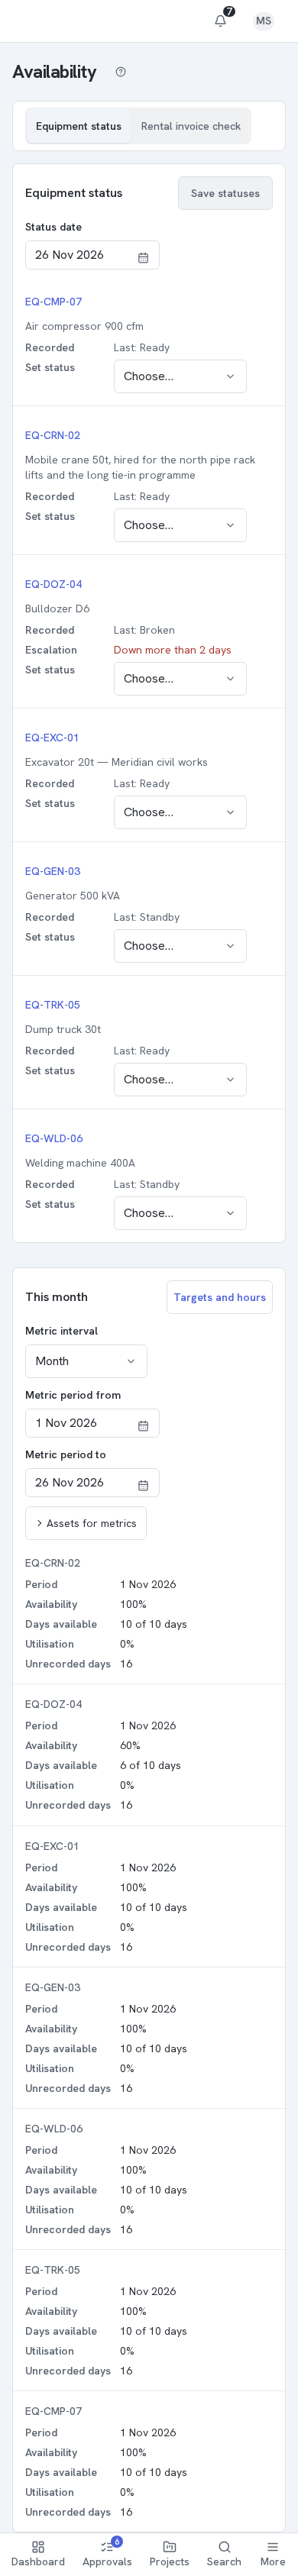 7
MS
Availability
Equipment status
Rental invoice check
Equipment status
Save statuses
Status date
26 Nov 2026
EQ-CMP-07
Air compressor 900 cfm
Recorded Last: Ready
Set status Choose...
EQ-CRN-02
Mobile crane 50t, hired for the north pipe rack
lifts and the long tie-in programme
Recorded Last: Ready
Set status Choose...
EQ-DOZ-04
Bulldozer D6
Recorded Last: Broken
Escalation Down more than 2 days
Set status Choose...
EQ-EXC-01
Excavator 20t — Meridian civil works
Recorded Last: Ready
Set status Choose...
EQ-GEN-03
Generator 500 kVA
Recorded Last: Standby
Set status Choose...
EQ-TRK-05
Dump truck 30t
Recorded Last: Ready
Set status Choose...
EQ-WLD-06
Welding machine 400A
Recorded Last: Standby
Set status Choose...
This month
Targets and hours
Metric interval
Month
Metric period from
1 Nov 2026
Metric period to
26 Nov 2026
Assets for metrics
EQ-CRN-02
Period 1 Nov 2026
Availability 100%
Days available 10 of 10 days
Utilisation 0%
Unrecorded days 16
EQ-DOZ-04
Period 1 Nov 2026
Availability 60%
Days available 6 of 10 days
Utilisation 0%
Unrecorded days 16
EQ-EXC-01
Period 1 Nov 2026
Availability 100%
Days available 10 of 10 days
Utilisation 0%
Unrecorded days 16
EQ-GEN-03
Period 1 Nov 2026
Availability 100%
Days available 10 of 10 days
Utilisation 0%
Unrecorded days 16
EQ-WLD-06
Period 1 Nov 2026
Availability 100%
Days available 10 of 10 days
Utilisation 0%
Unrecorded days 16
EQ-TRK-05
Period 1 Nov 2026
Availability 100%
Days available 10 of 10 days
Utilisation 0%
Unrecorded days 16
EQ-CMP-07
Period 1 Nov 2026
Availability 100%
Days available 10 of 10 days
Utilisation 0%
Unrecorded days 16
6
Dashboard Approvals Projects Search More